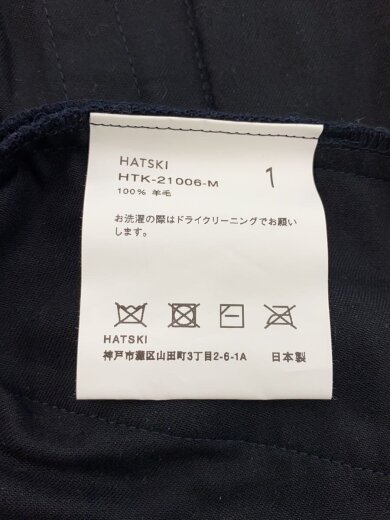 HATSKI
HTK-21006-M
1
100% 羊毛
お洗濯の際はドライクリーニングでお願い
します。
HATSKI
神戸市灘区山田町3丁目2-6-1A
日本製